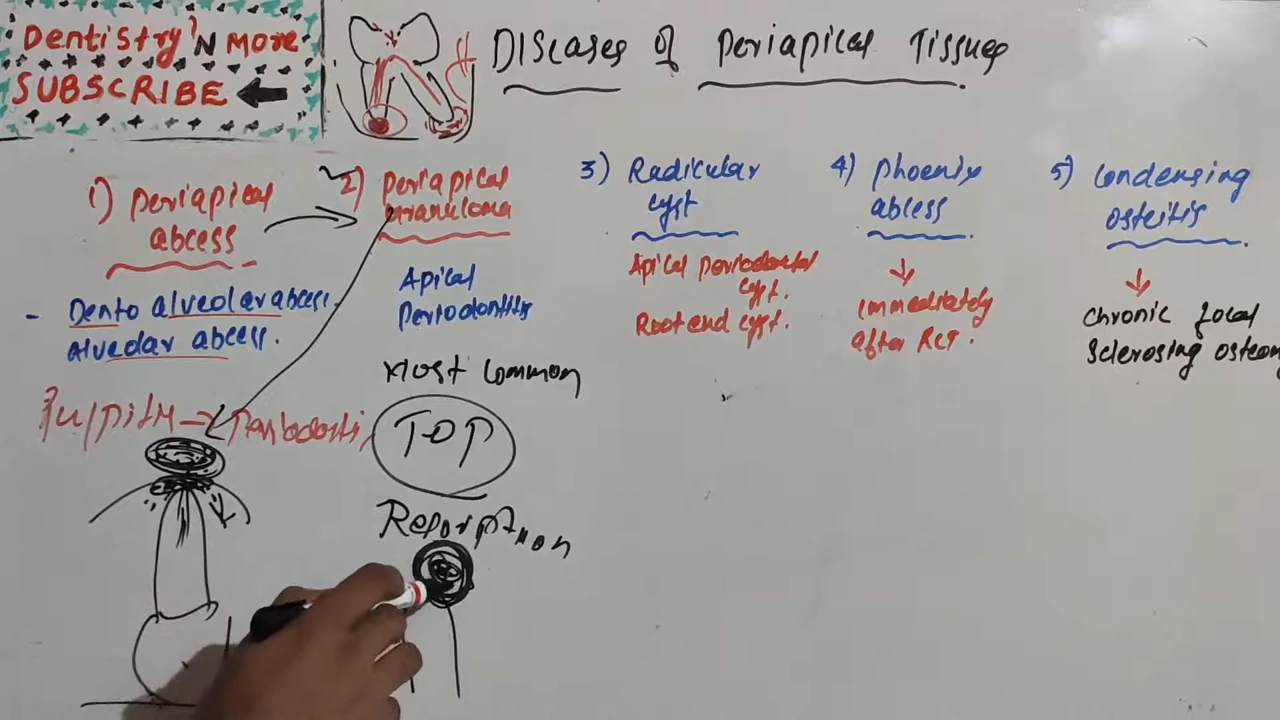 Dentistry'N more
SUBSCRIBE
Diseases of Periapical Tissues
1) Periapical
abcess
- Dento alveolar abcess.
alveolar abcess.
Pulpitis → Periodonti
2) Periapical
Granuloma
Apical
Periodontitis
Most Common
TOP
Resorption
3) Radicular
cyst
Apical periodontal
cyst.
Root end cyst.
4) Phoenix
abcess
Immediately
after RCT.
5) Condensing
osteitis
chronic focal
Sclerosing osteom